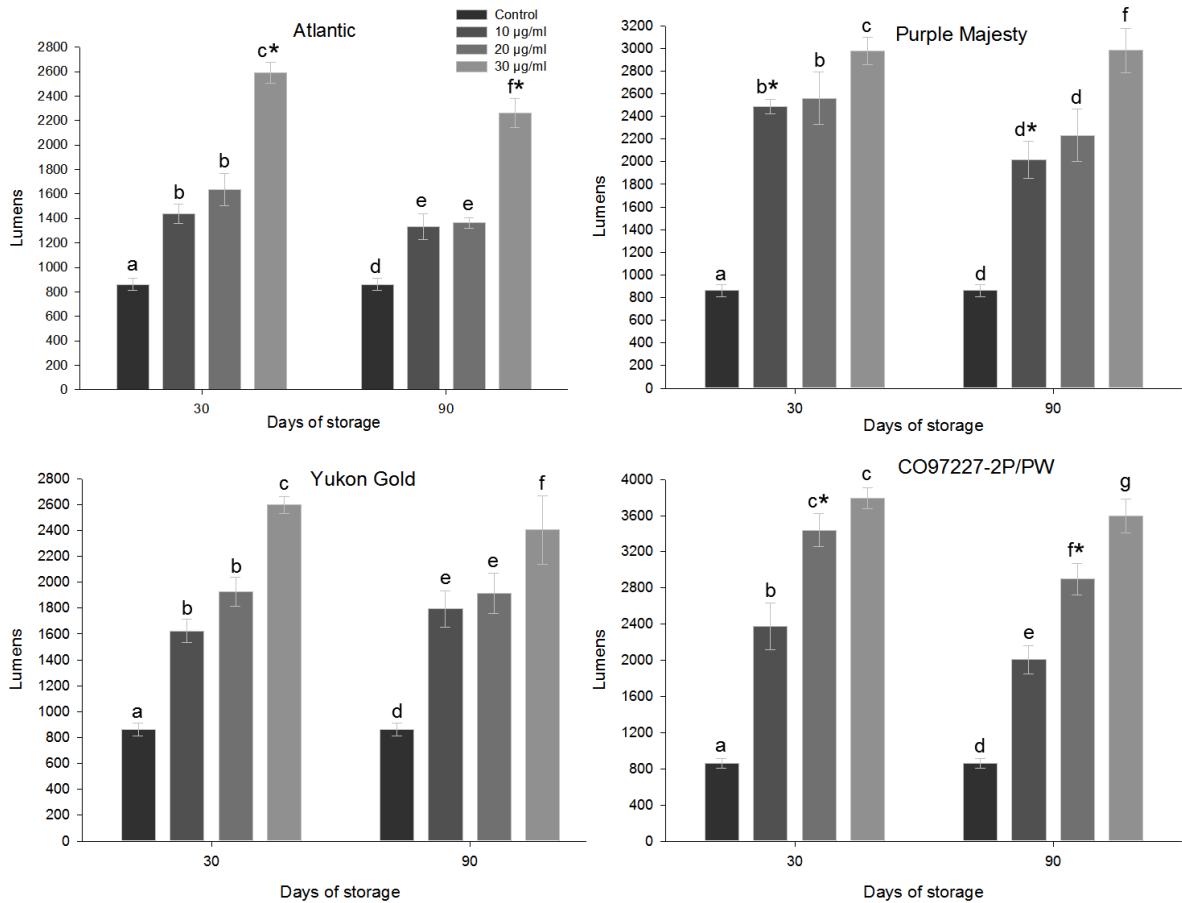 Atlantic
Control
10 µg/ml
20 µg/ml
30 µg/ml
2800
2600
2400
2200
2000
1800
1600
1400
1200
1000
800
600
400
200
0
Lumens
a
b
b
c*
d
e
e
f*
30
90
Days of storage
Purple Majesty
3200
3000
2800
2600
2400
2200
2000
1800
1600
1400
1200
1000
800
600
400
200
0
Lumens
a
b*
b
c
d
d*
d
f
30
90
Days of storage
Yukon Gold
2800
2600
2400
2200
2000
1800
1600
1400
1200
1000
800
600
400
200
0
Lumens
a
b
b
c
d
e
e
f
30
90
Days of storage
CO97227-2P/PW
4000
3600
3200
2800
2400
2000
1600
1200
800
400
0
Lumens
a
b
c*
c
d
e
f*
g
30
90
Days of storage